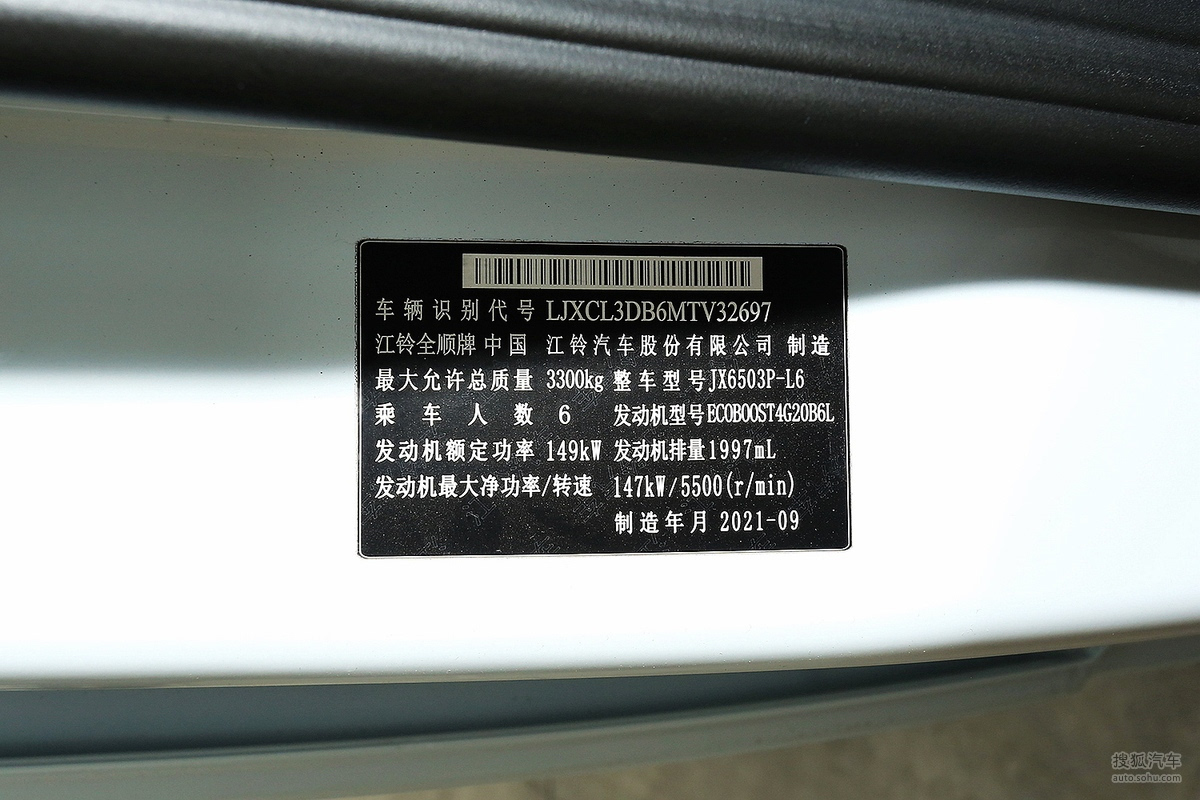 车辆识别代号 LJXCL3DB6MTV32697
江铃全顺牌 中国 江铃汽车股份有限公司 制造
最大允许总质量 3300kg 整车型号JX6503P-L6
乘车人数 6 发动机型号ECOBOOST4G20B6L
发动机额定功率 149kW 发动机排量1997mL
发动机最大净功率/转速 147kW/5500(r/min)
制造年月 2021-09
搜狐汽车
auto.sohu.com